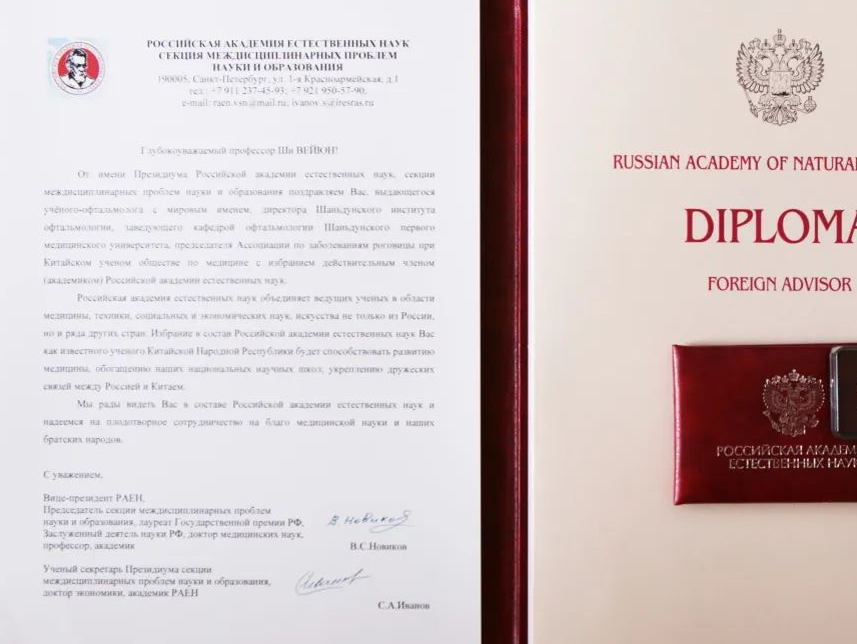 РОССИЙСКАЯ АКАДЕМИЯ ЕСТЕСТВЕННЫХ НАУК
СЕКЦИЯ МЕЖДИСЦИПЛИНАРНЫХ ПРОБЛЕМ
НАУКИ И ОБРАЗОВАНИЯ
190005, Санкт-Петербург, ул. 1-я Красноармейская, д.1
тел.: +7 911 237-45-93; +7 921 950-57-90,
e-mail: raen.vsn@mail.ru; ivanov.s@iresras.ru
Глубокоуважаемый профессор Ши ВЕЙЮН!
От имени Президиума Российской академии естественных наук, секции
междисциплинарных проблем науки и образования поздравляем Вас, выдающегося
учёного-офтальмолога с мировым именем, директора Шаньдунского института
офтальмологии, заведующего кафедрой офтальмологии Шаньдунского первого
медицинского университета, председателя Ассоциации по заболеваниям роговицы при
Китайском ученом обществе по медицине с избранием действительным членом
(академиком) Российской академии естественных наук.
Российская академия естественных наук объединяет ведущих ученых в области
медицины, техники, социальных и экономических наук, искусства не только из России,
но и ряда других стран. Избрание в состав Российской академии естественных наук Вас
как известного ученого Китайской Народной Республики будет способствовать развитию
медицины, обогащению наших национальных научных школ, укреплению дружеских
связей между Россией и Китаем.
Мы рады видеть Вас в составе Российской академии естественных наук и
надеемся на плодотворное сотрудничество на благо медицинской науки и наших
братских народов.
С уважением,
Вице-президент РАЕН,
Председатель секции междисциплинарных проблем
науки и образования, лауреат Государственной премии РФ,
Заслуженный деятель науки РФ, доктор медицинских наук,
профессор, академик
В.Новиков
В.С.Новиков
Ученый секретарь Президиума секции
междисциплинарных проблем науки и образования,
доктор экономики, академик РАЕН
С.А.Иванов
RUSSIAN ACADEMY OF NATURA
DIPLOMA
FOREIGN ADVISOR
РОССИЙСКАЯ АКАДЕМ
ЕСТЕСТВЕННЫХ НАУК